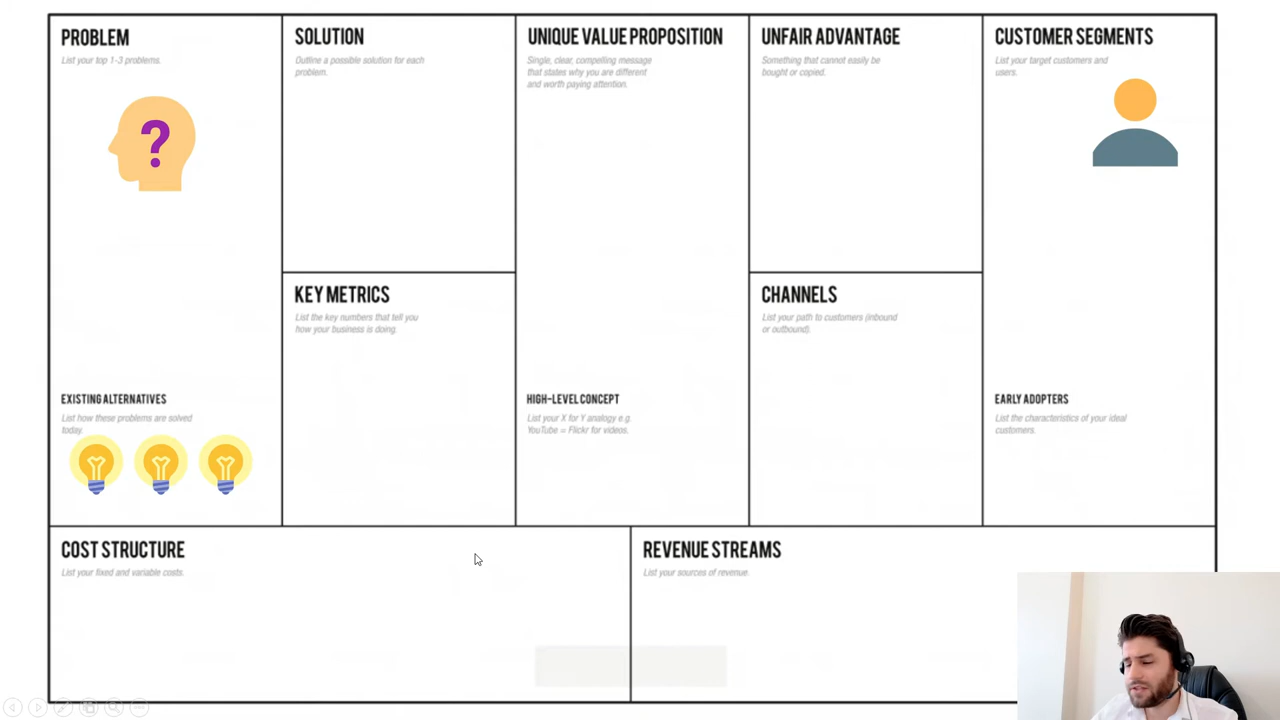 PROBLEM
List your top 1-3 problems.
?
EXISTING ALTERNATIVES
List how these problems are solved
today.
SOLUTION
Outline a possible solution for each
problem.
KEY METRICS
List the key numbers that tell you
how your business is doing.
UNIQUE VALUE PROPOSITION
Single, clear, compelling message
that states why you are different
and worth paying attention.
HIGH-LEVEL CONCEPT
List your X for Y analogy e.g.
YouTube = Flickr for videos.
UNFAIR ADVANTAGE
Something that cannot easily be
bought or copied.
CHANNELS
List your path to customers (inbound
or outbound).
CUSTOMER SEGMENTS
List your target customers and
users.
EARLY ADOPTERS
List the characteristics of your ideal
customers.
COST STRUCTURE
List your fixed and variable costs.
REVENUE STREAMS
List your sources of revenue.